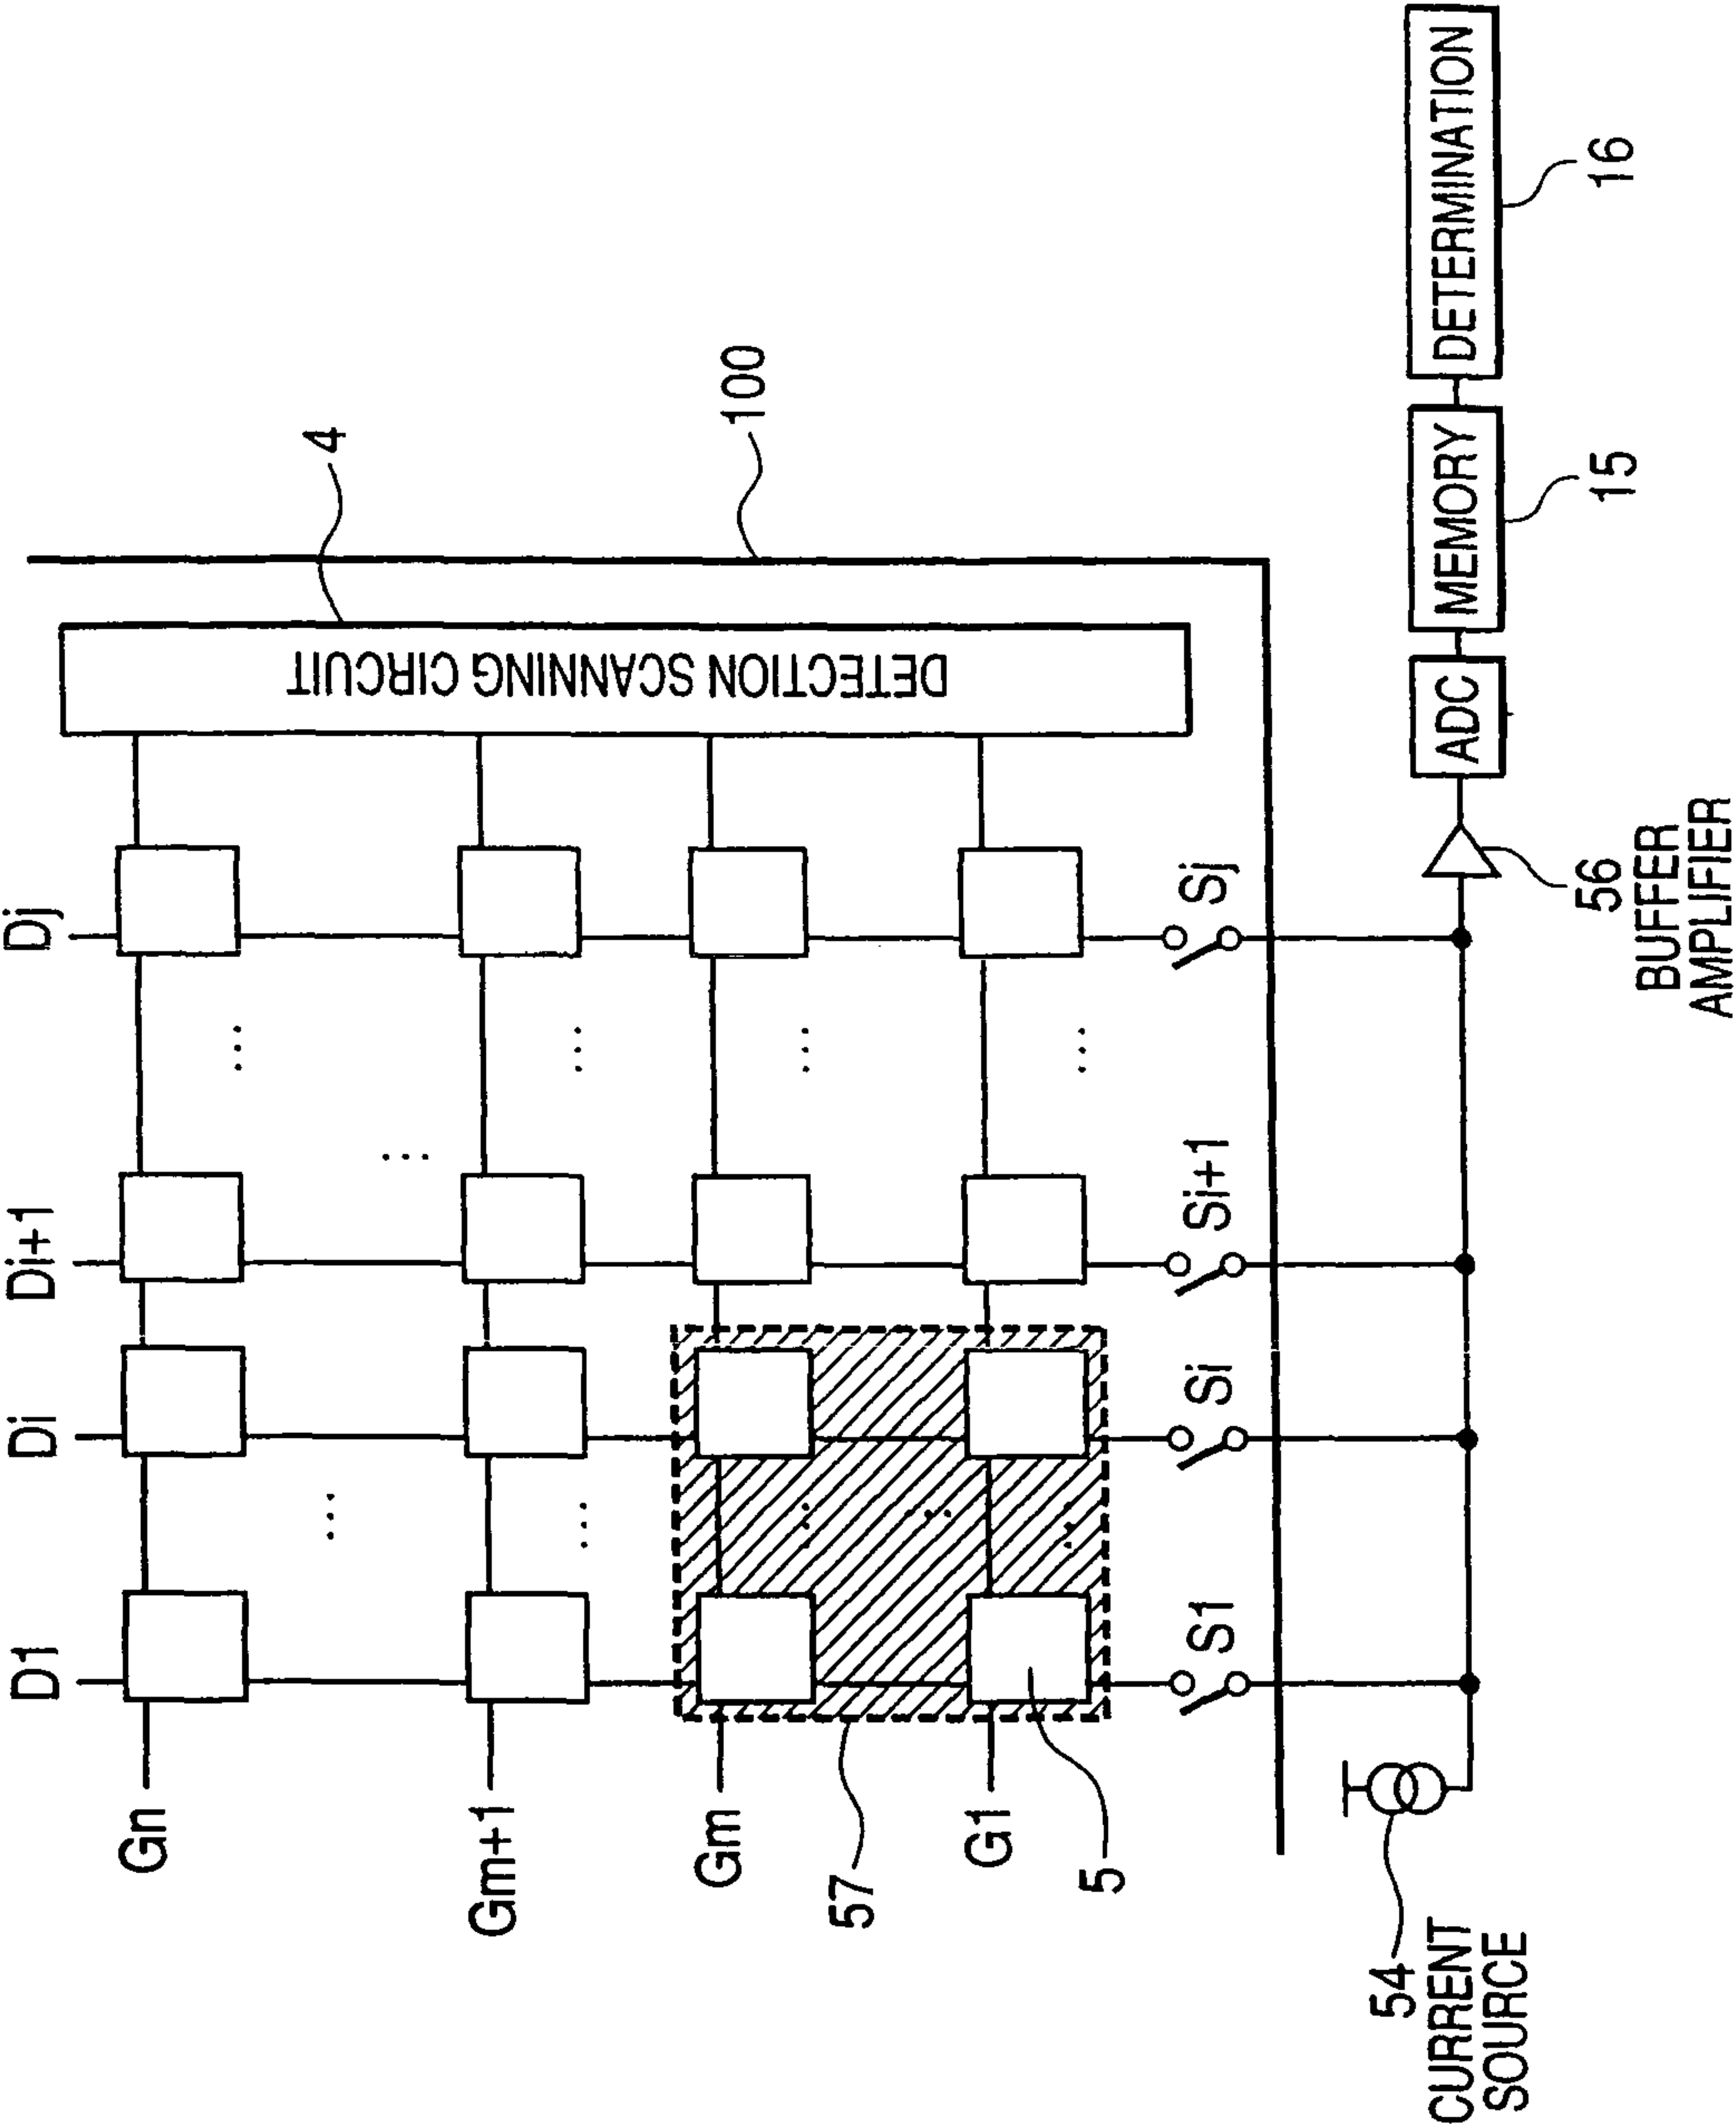 D1
Di
Di+1
Dj
Gn
Gm+1
Gm
G1
57
5
4
100
DETECTION SCANNING CIRCUIT
S1
Si
Si+1
Sj
54
CURRENT
SOURCE
56
BUFFER
AMPLIFIER
ADC
MEMORY
15
DETERMINATION
16